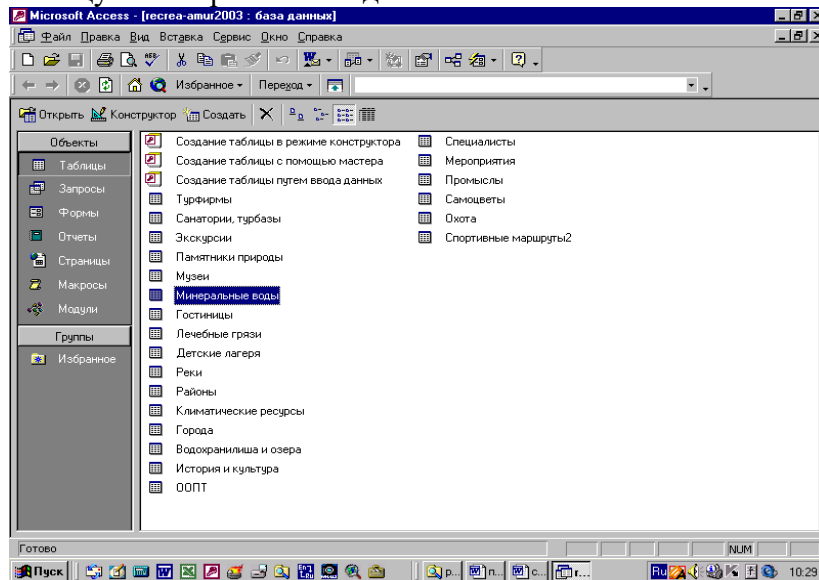 Microsoft Access - [recrea-amur2003 : база данных]
Файл Правка Вид Вставка Сервис Окно Справка
Избранное Переход
Открыть Конструктор Создать
Объекты
Таблицы
Запросы
Формы
Отчеты
Страницы
Макросы
Модули
Группы
Избранное
Создание таблицы в режиме конструктора
Создание таблицы с помощью мастера
Создание таблицы путем ввода данных
Турфирмы
Санатории, турбазы
Экскурсии
Памятники природы
Музеи
Минеральные воды
Гостиницы
Лечебные грязи
Детские лагеря
Реки
Районы
Климатические ресурсы
Города
Водохранилиша и озера
История и культура
ООПТ
Специалисты
Мероприятия
Промыслы
Самоцветы
Охота
Спортивные маршруты2
Готово
NUM
Пуск р... п... с... r... Ru 10:29